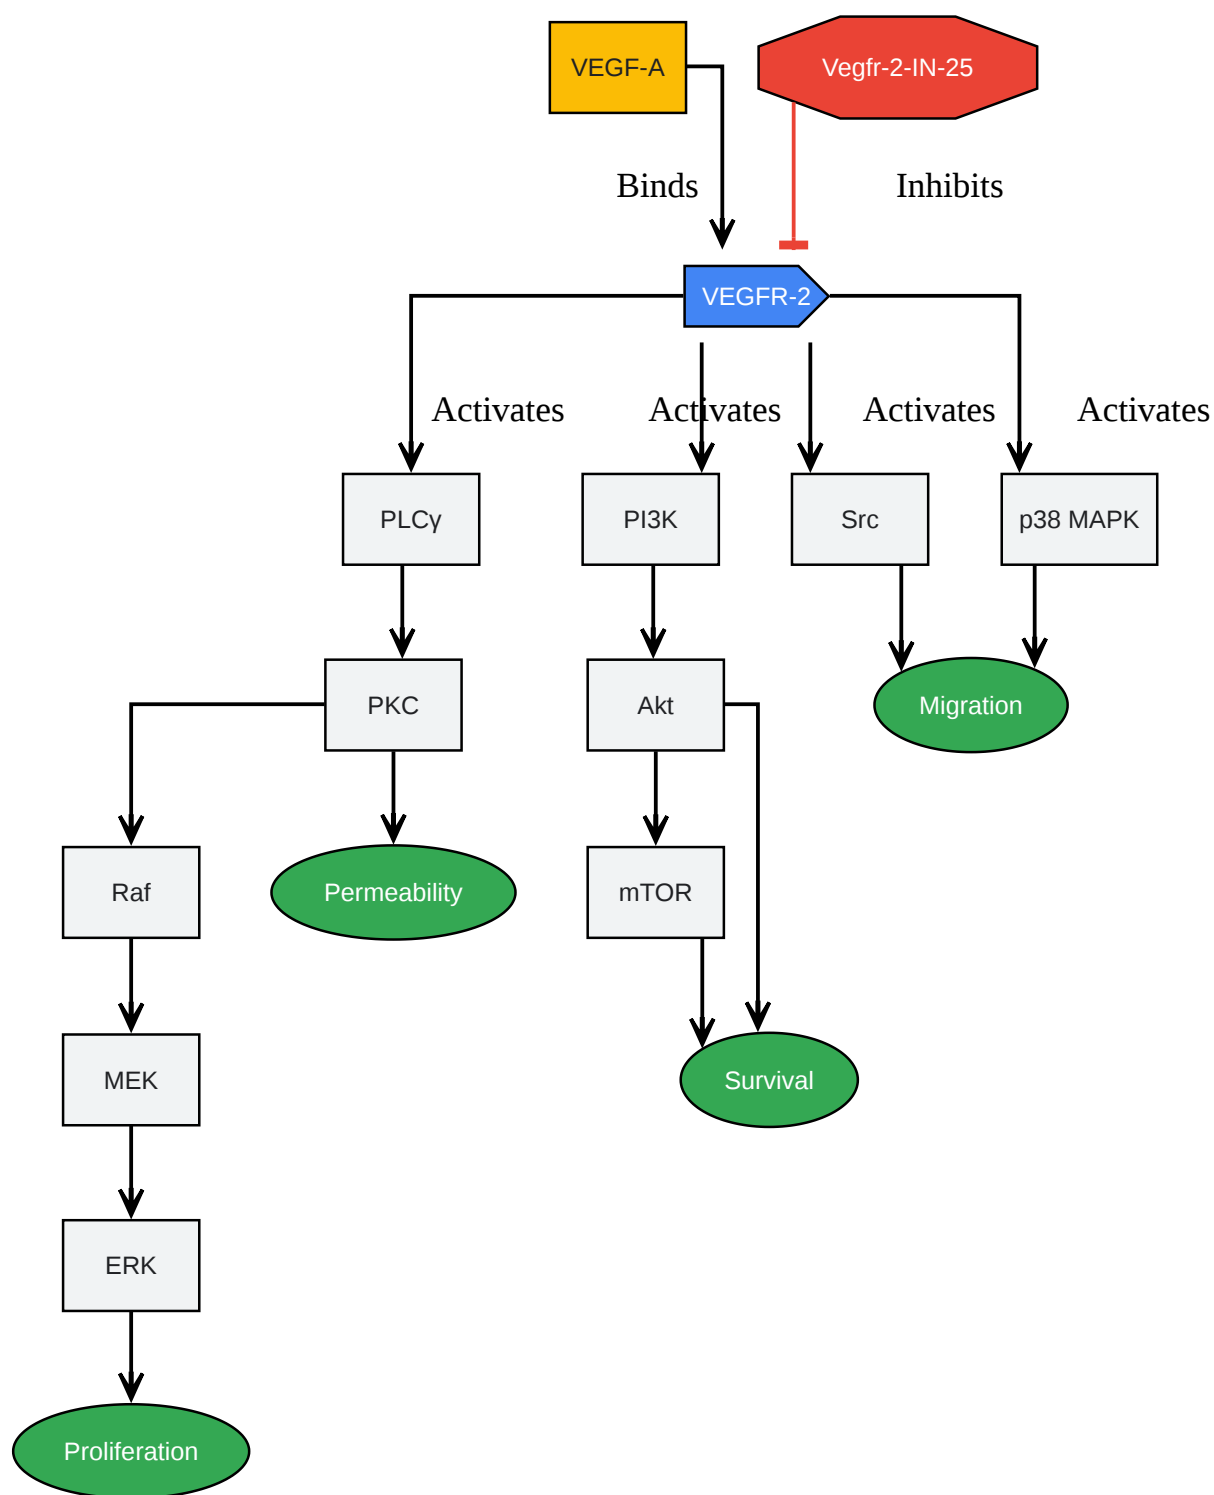 VEGF-A
Vegfr-2-IN-25
Binds
Inhibits
VEGFR-2
Activates
Activates
Activates
Activates
PLCγ
PI3K
Src
p38 MAPK
PKC
Akt
Migration
Raf
Permeability
mTOR
MEK
Survival
ERK
Proliferation